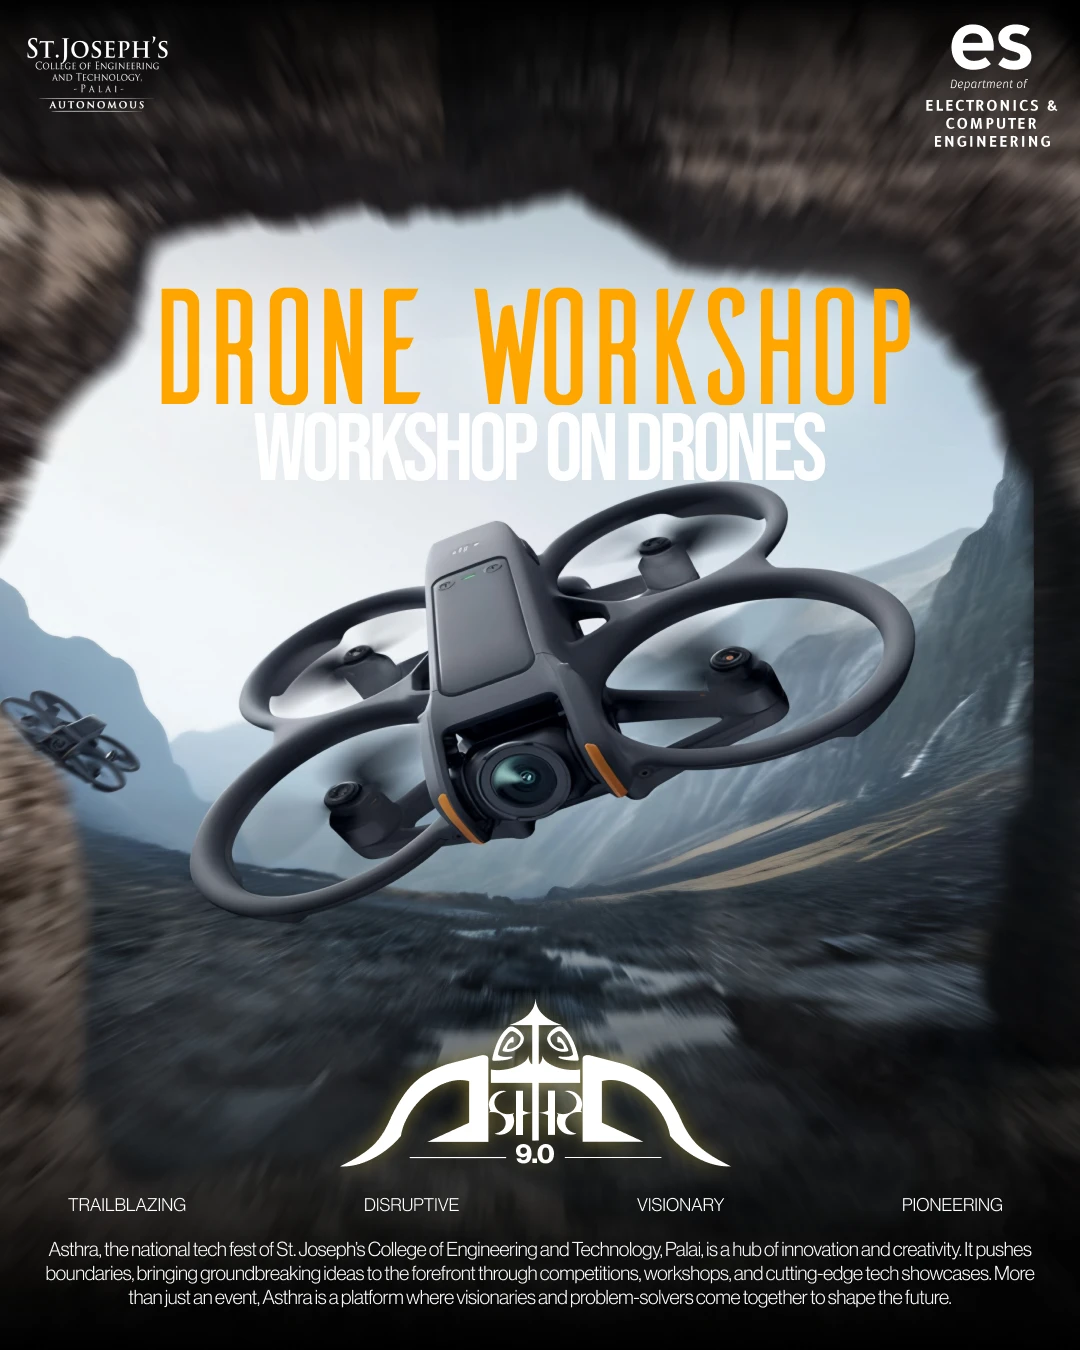 ST.JOSEPH'S
COLLEGE OF ENGINEERING
AND TECHNOLOGY,
- PALAI -
AUTONOMOUS
es
Department of
ELECTRONICS &
COMPUTER
ENGINEERING
DRONE WORKSHOP
WORKSHOP ON DRONES
dji
ASTHRA
9.0
TRAILBLAZING DISRUPTIVE VISIONARY PIONEERING
Asthra, the national tech fest of St. Joseph's College of Engineering and Technology, Palai, is a hub of innovation and creativity. It pushes
boundaries, bringing groundbreaking ideas to the forefront through competitions, workshops, and cutting-edge tech showcases. More
than just an event, Asthra is a platform where visionaries and problem-solvers come together to shape the future.